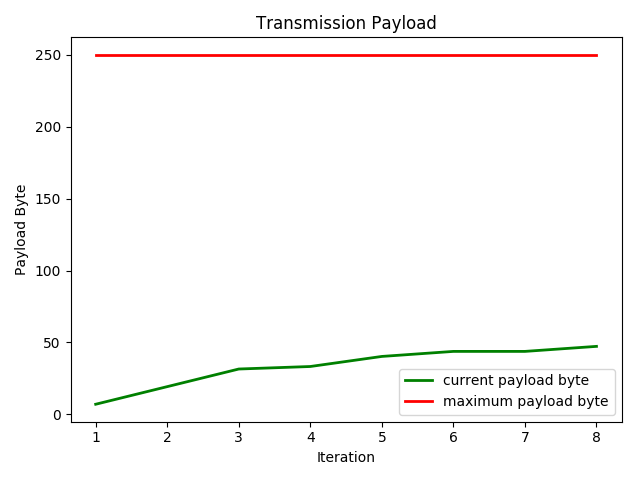 Transmission Payload
250
200
150
100
50
0
Payload Byte
current payload byte
maximum payload byte
1 2 3 4 5 6 7 8
Iteration